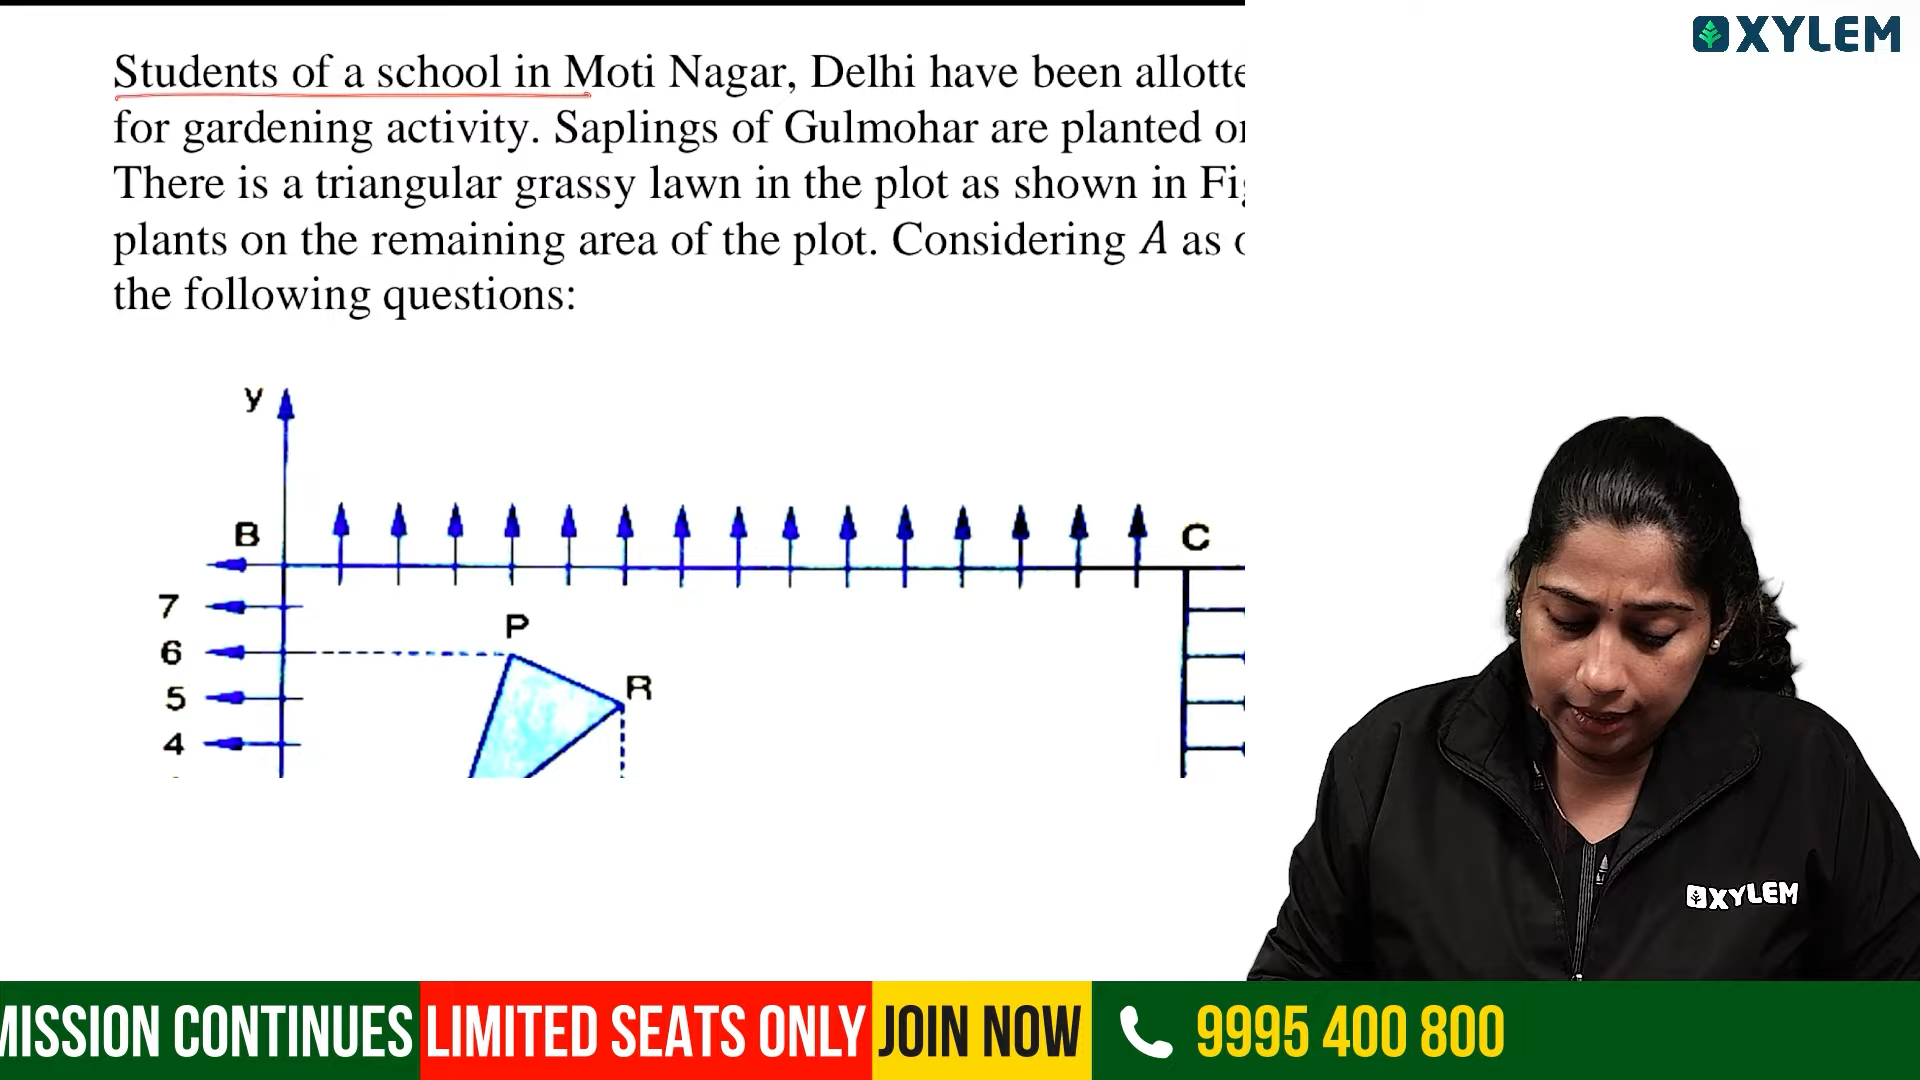 XYLEM
Students of a school in Moti Nagar, Delhi have been allotte
for gardening activity. Saplings of Gulmohar are planted
There is a triangular grassy lawn in the plot as shown in
plants on the remaining area of the plot. Considering A as
the following questions:
y
B
C
7
P
6
R
5
4
XYLEM
MISSION CONTINUES LIMITED SEATS ONLY JOIN NOW 9995 400 800